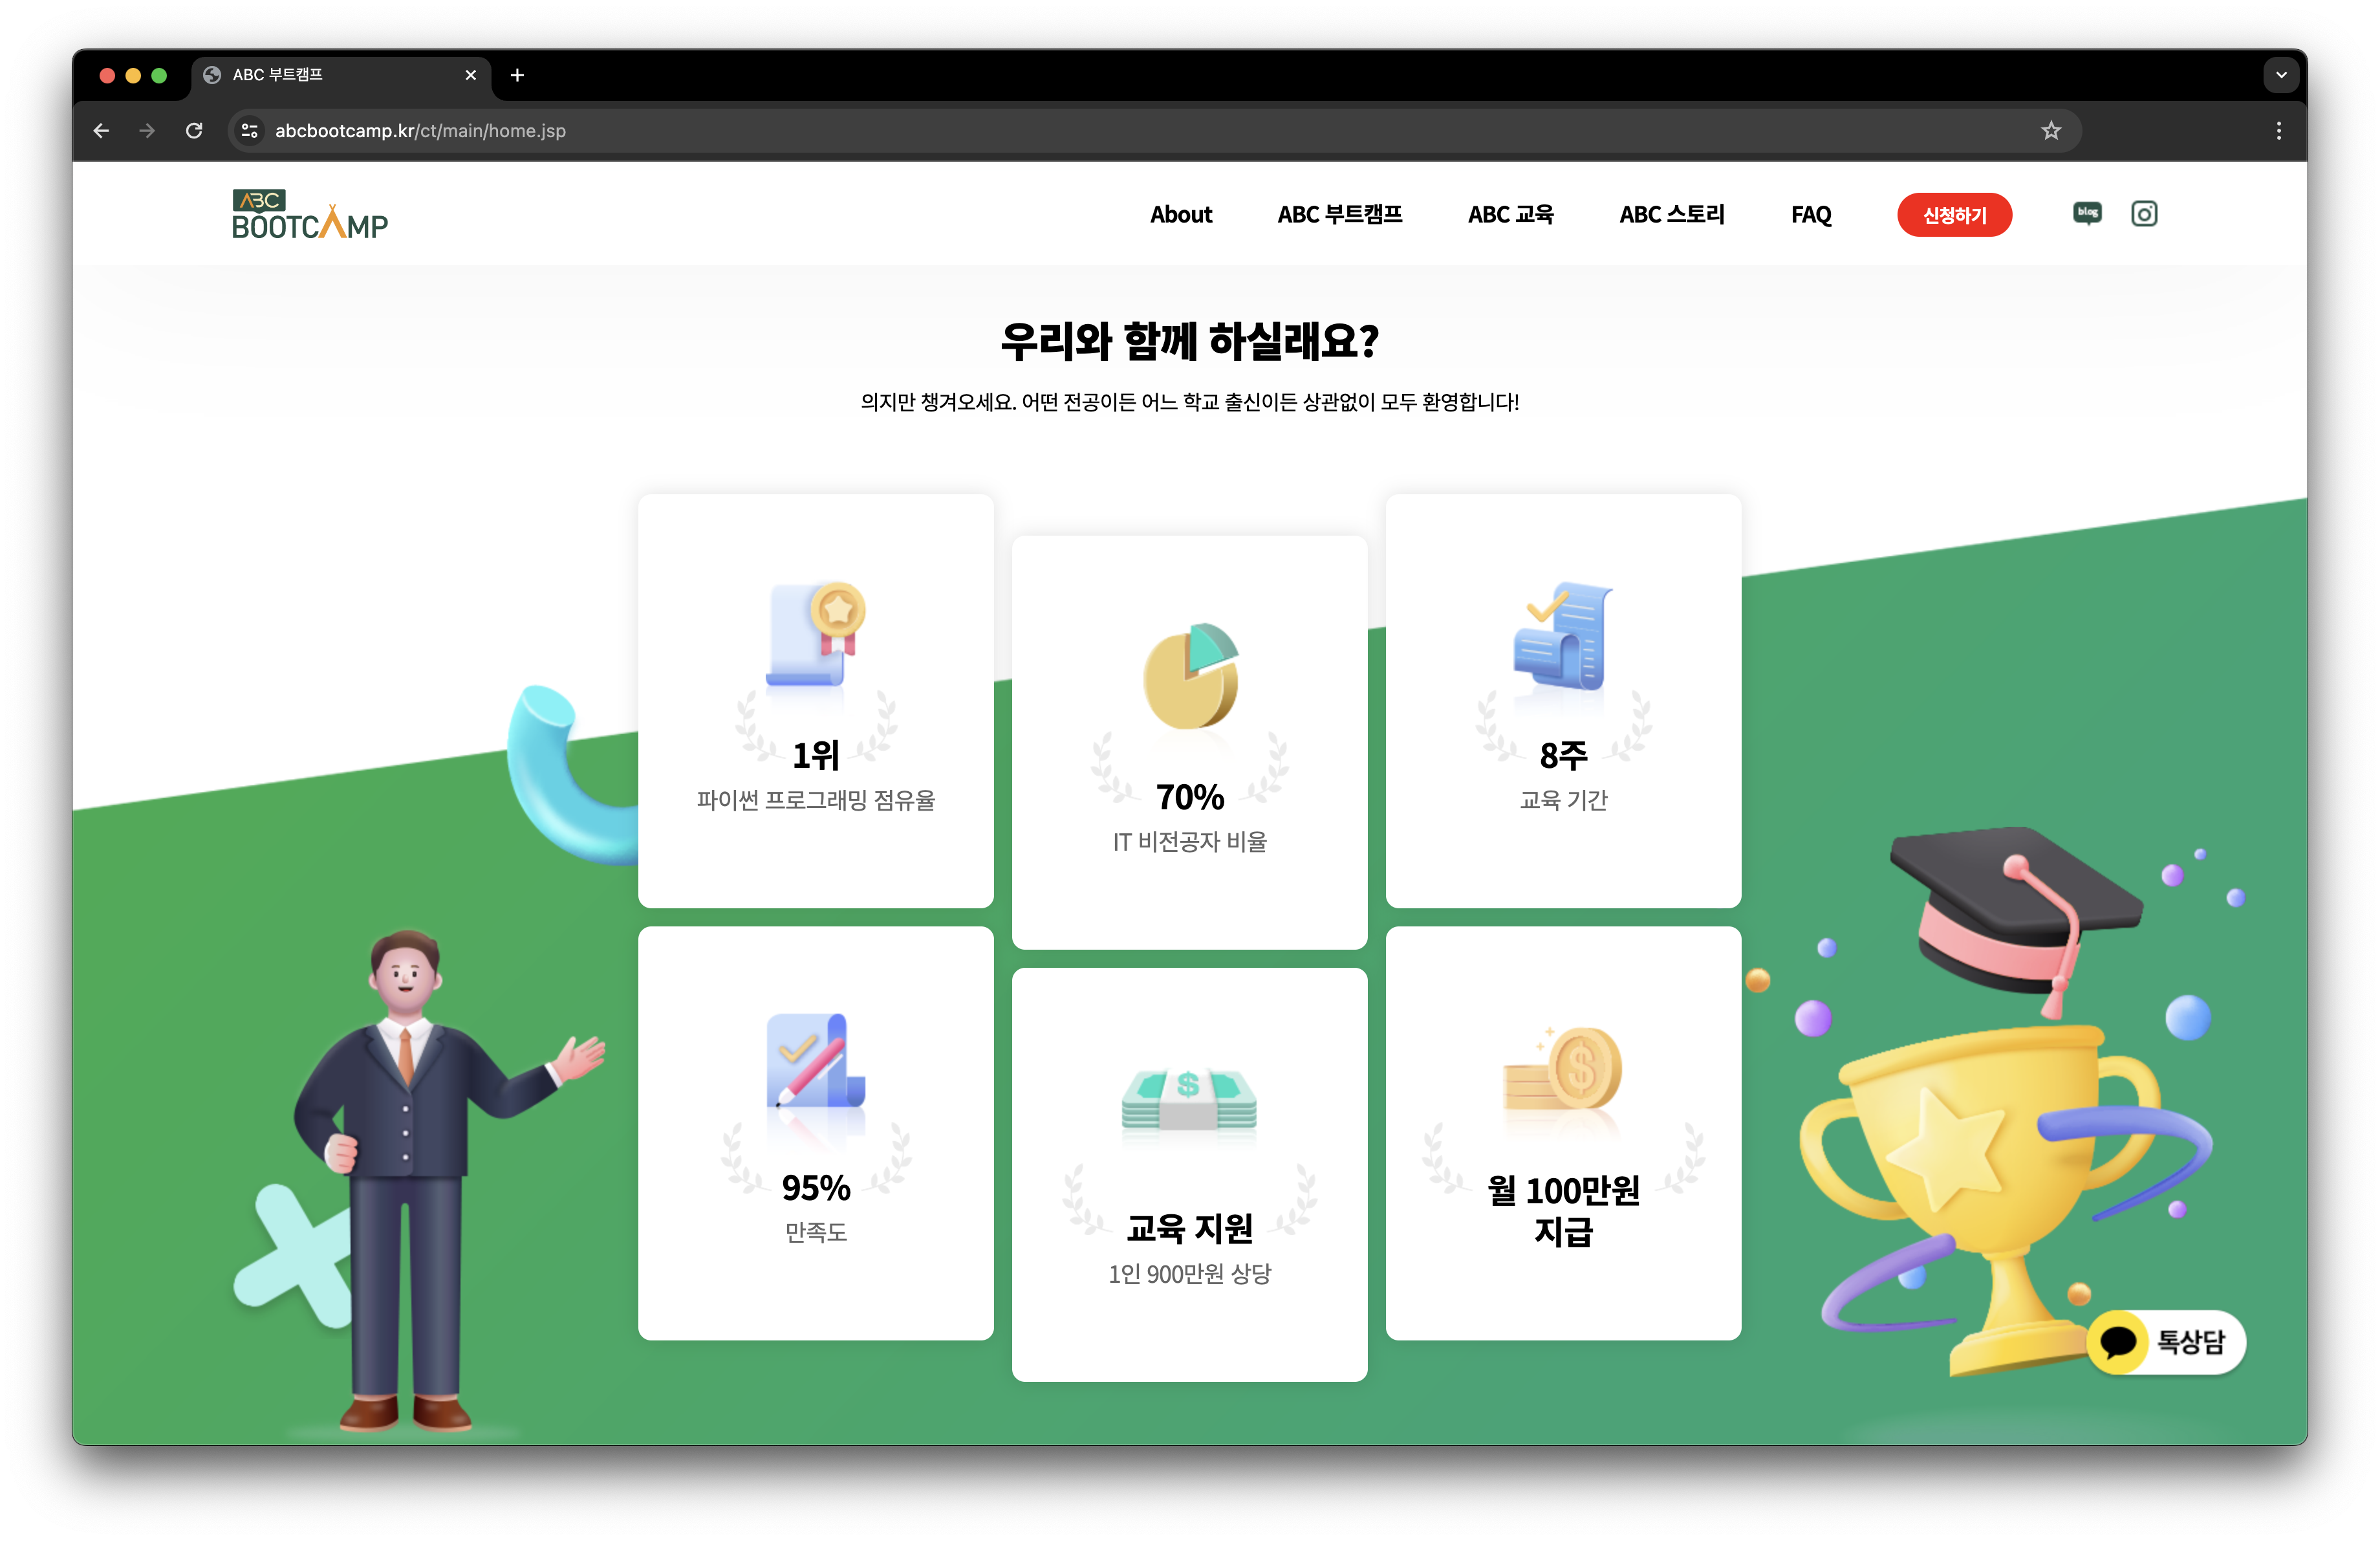 ABC 부트캠프
abcbootcamp.kr/ct/main/home.jsp
ABC
BOOTCAMP
About
ABC 부트캠프
ABC 교육
ABC 스토리
FAQ
신청하기
blog
우리와 함께 하실래요?
의지만 챙겨오세요. 어떤 전공이든 어느 학교 출신이든 상관없이 모두 환영합니다!
1위
파이썬 프로그래밍 점유율
70%
IT 비전공자 비율
8주
교육 기간
95%
만족도
$
교육 지원
1인 900만원 상당
$
월 100만원
지급
톡상담